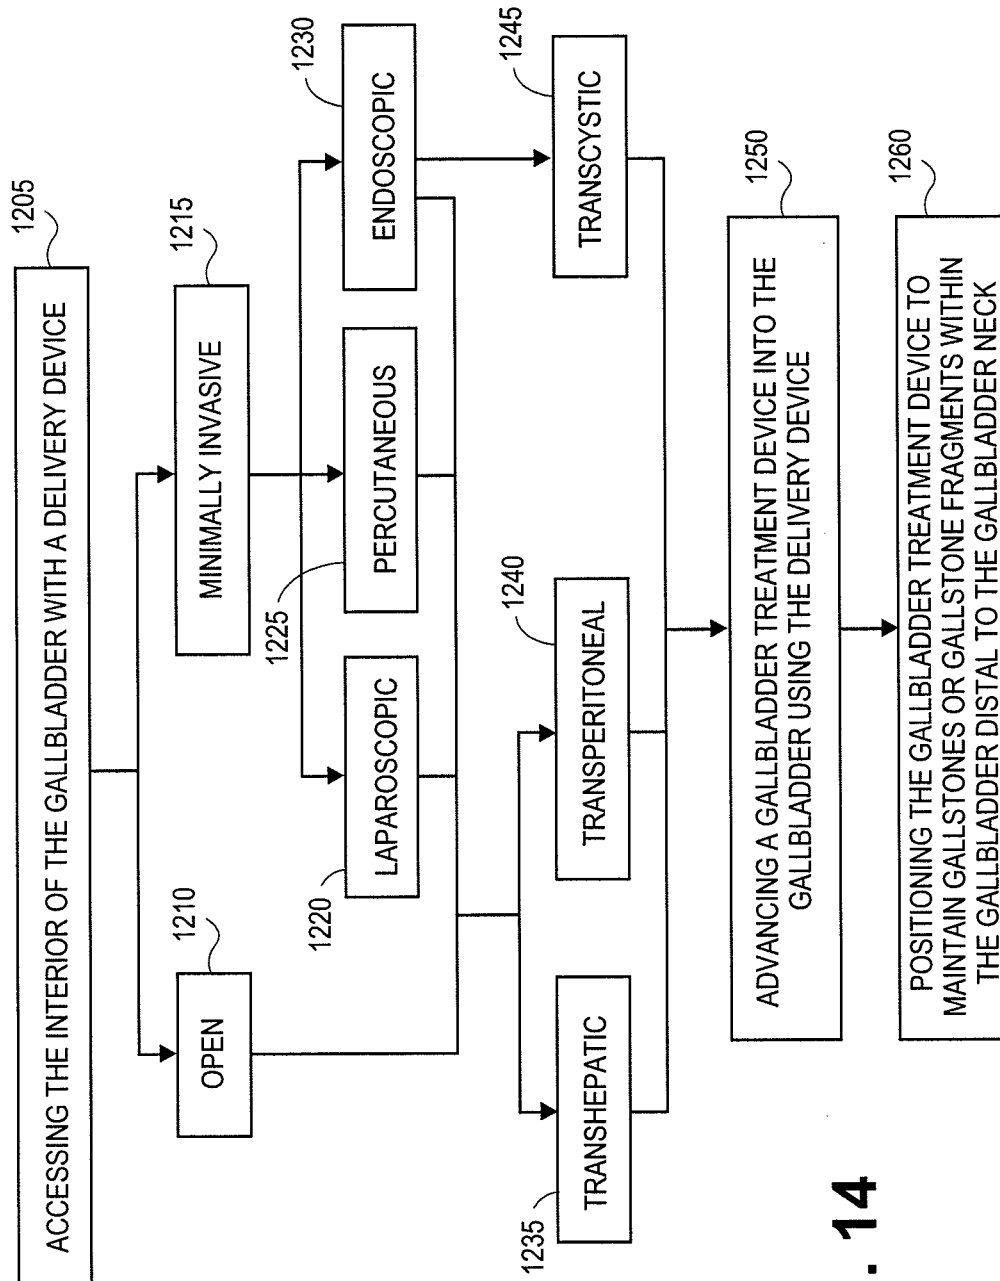 ACCESSING THE INTERIOR OF THE GALLBLADDER WITH A DELIVERY DEVICE
1205
OPEN
1210
MINIMALLY INVASIVE
1215
LAPAROSCOPIC
1220
PERCUTANEOUS
1225
ENDOSCOPIC
1230
TRANSHEPATIC
1235
TRANSPERITONEAL
1240
TRANSCYSTIC
1245
ADVANCING A GALLBLADDER TREATMENT DEVICE INTO THE
GALLBLADDER USING THE DELIVERY DEVICE
1250
POSITIONING THE GALLBLADDER TREATMENT DEVICE TO
MAINTAIN GALLSTONES OR GALLSTONE FRAGMENTS WITHIN
THE GALLBLADDER DISTAL TO THE GALLBLADDER NECK
1260
. 14